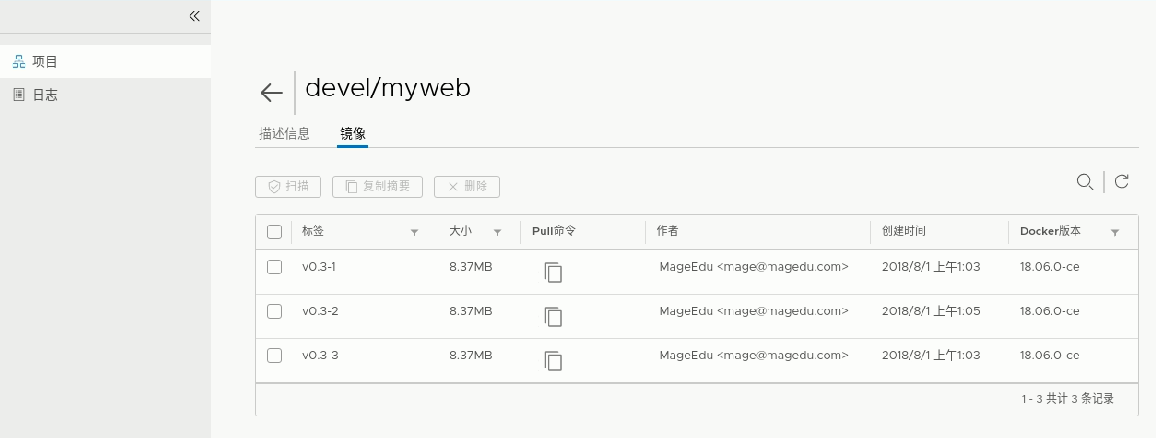 项目
日志
devel/myweb
描述信息 镜像
扫描 复制摘要 删除
标签 大小 Pull命令 作者 创建时间 Docker版本
v0.3-1 8.37MB MageEdu <mage@magedu.com> 2018/8/1 上午1:03 18.06.0-ce
v0.3-2 8.37MB MageEdu <mage@magedu.com> 2018/8/1 上午1:05 18.06.0-ce
v0.3-3 8.37MB MageEdu <mage@magedu.com> 2018/8/1 上午1:03 18.06.0-ce
1 - 3 共计 3 条记录